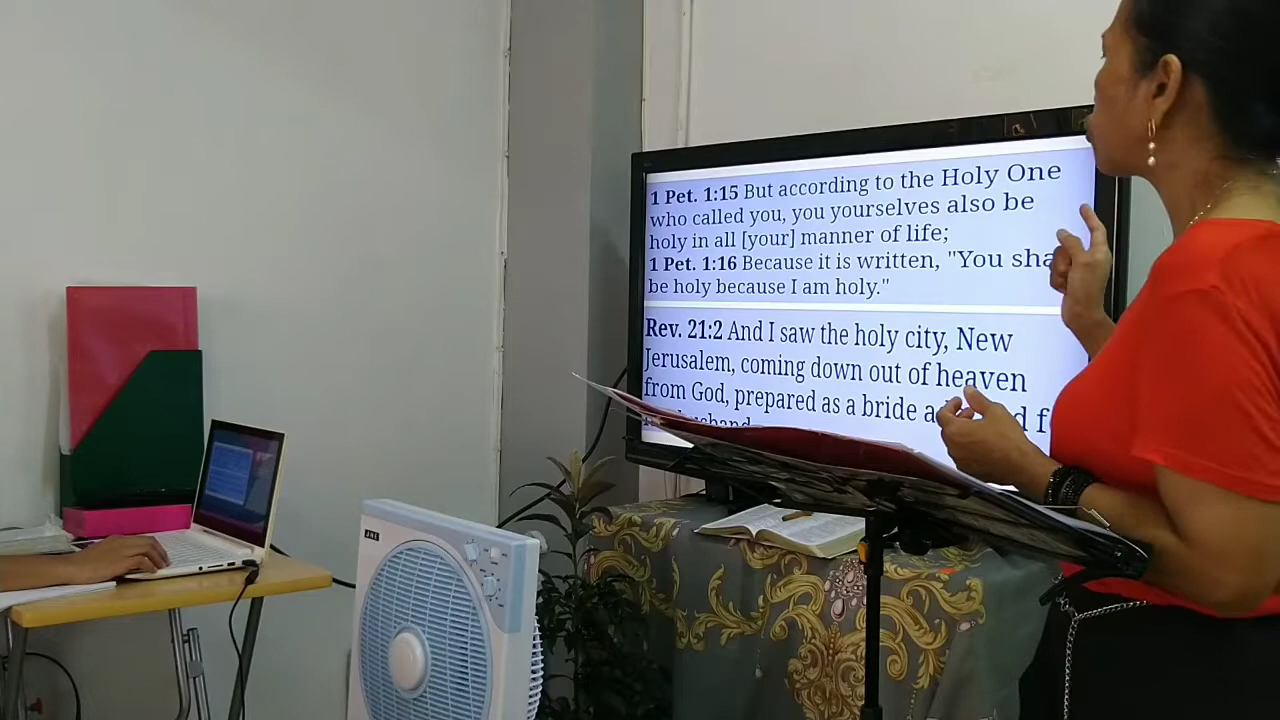 1 Pet. 1:15 But according to the Holy One
who called you, you yourselves also be
holy in all [your] manner of life;
1 Pet. 1:16 Because it is written, "You sha
be holy because I am holy."
Rev. 21:2 And I saw the holy city, New
Jerusalem, coming down out of heaven
from God, prepared as a bride a d f
husband
JNE